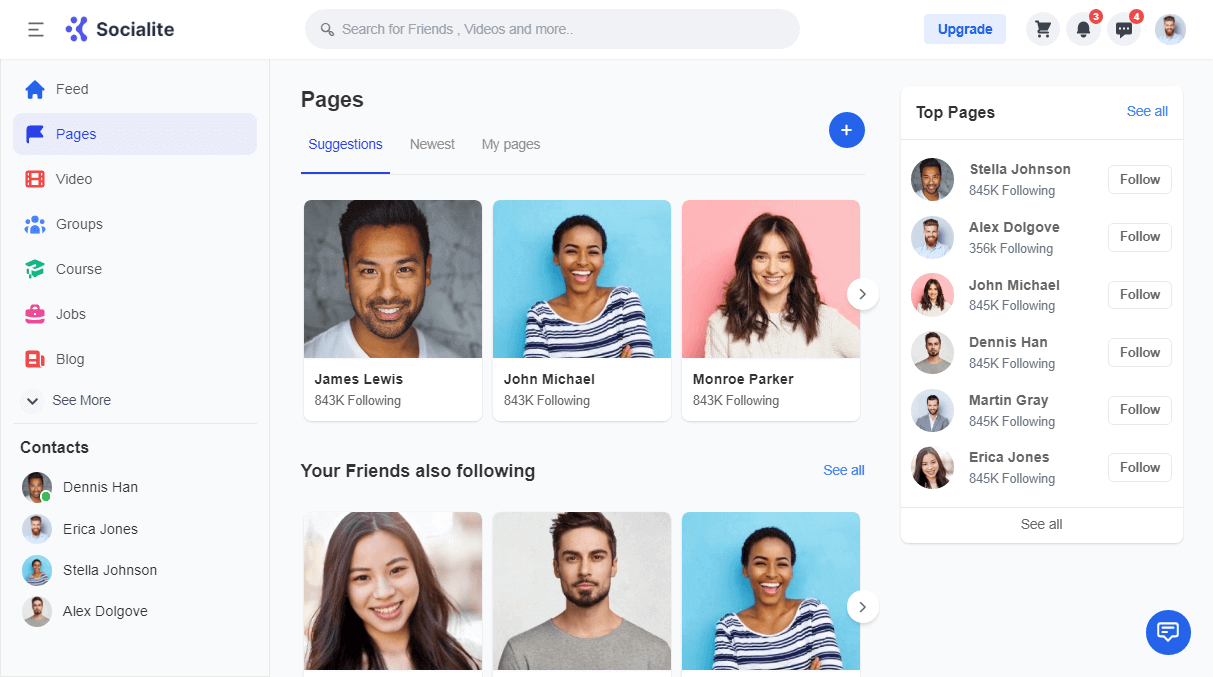 Socialite
Search for Friends , Videos and more..
Upgrade
3
4
Feed
Pages
Video
Groups
Course
Jobs
Blog
See More
Contacts
Dennis Han
Erica Jones
Stella Johnson
Alex Dolgove
Pages
Suggestions
Newest
My pages
James Lewis
843K Following
John Michael
843K Following
Monroe Parker
843K Following
Your Friends also following
See all
Top Pages
See all
Stella Johnson
845K Following
Follow
Alex Dolgove
356k Following
Follow
John Michael
845K Following
Follow
Dennis Han
845K Following
Follow
Martin Gray
845K Following
Follow
Erica Jones
845K Following
Follow
See all